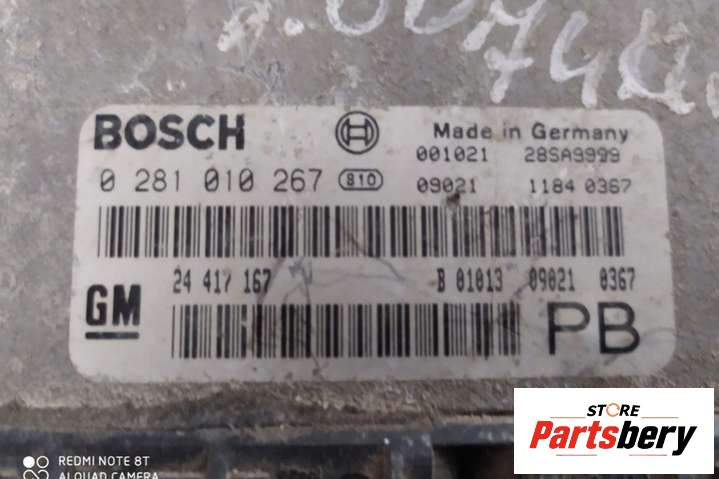 BOSCH
Made in Germany
001021 28SA9999
0 281 010 267 810
09021 1184 0367
24 417 167
B 01013 09021 0367
GM
PB
STORE
Partsbery
REDMI NOTE 8T
AI QUAD CAMERA